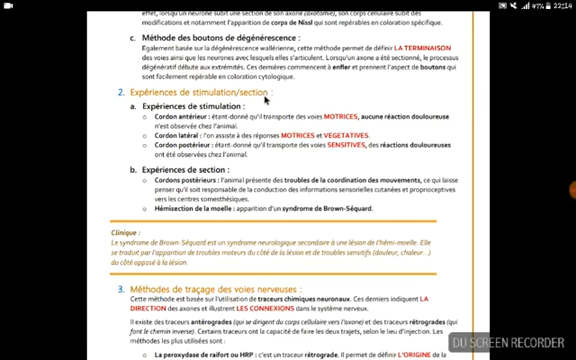 47% 22:14
effet, lorsqu'un neurone subit une section de son axone (axotomie), son corps cellulaire subit des
modifications et notamment l'apparition de corps de Nissl qui sont repérables en coloration spécifique.
c. Méthode des boutons de dégénérescence :
Egalement basée sur la dégénérescence wallérienne, cette méthode permet de définir LA TERMINAISON
des voies ainsi que les neurones avec lesquels elles s'articulent. Lorsqu'un axone est sectionné, le processus
dégénératif débute aux extrémités. Ces dernières commencent à enfler et prennent l'aspect de boutons qui
sont facilement repérable en coloration cytologique.
2. Expériences de stimulation/section :
a. Expériences de stimulation :
o Cordon antérieur : étant-donné qu'il transporte des voies MOTRICES, aucune réaction douloureuse
n'est observée chez l'animal.
o Cordon latéral : l'on assiste à des réponses MOTRICES et VEGETATIVES.
o Cordon postérieur : étant-donné qu'il transporte des voies SENSITIVES, des réactions douloureuses
ont été observées chez l'animal.
b. Expériences de section :
o Cordons postérieurs : l'animal présente des troubles de la coordination des mouvements, ce qui laisse
penser qu'il soit responsable de la conduction des informations sensorielles cutanées et proprioceptives
vers les centres somesthésiques.
o Hémisection de la moelle : apparition d'un syndrome de Brown-Séquard.
Clinique :
Le syndrome de Brown-Séquard est un syndrome neurologique secondaire à une lésion de l'hémi-moelle. Elle
se traduit par l'apparition de troubles moteurs du côté de la lésion et de troubles sensitifs (douleur, chaleur...)
du côté opposé à la lésion.
3. Méthodes de traçage des voies nerveuses :
Cette méthode est basée sur l'utilisation de traceurs chimiques neuronaux. Ces derniers indiquent LA
DIRECTION des axones et illustrent LES CONNEXIONS dans le système nerveux.
Il existe des traceurs antérogrades (qui se dirigent du corps cellulaire vers l'axone) et des traceurs rétrogrades (qui
font le chemin inverse). Certains traceurs ont la capacité de faire les deux trajets, selon le lieu d'injection. Les
méthodes les plus utilisées sont :
o La peroxydase de raifort ou HRP : c'est un traceur rétrograde. Il permet de définir L'ORIGINE de la
DU SCREEN RECORDER